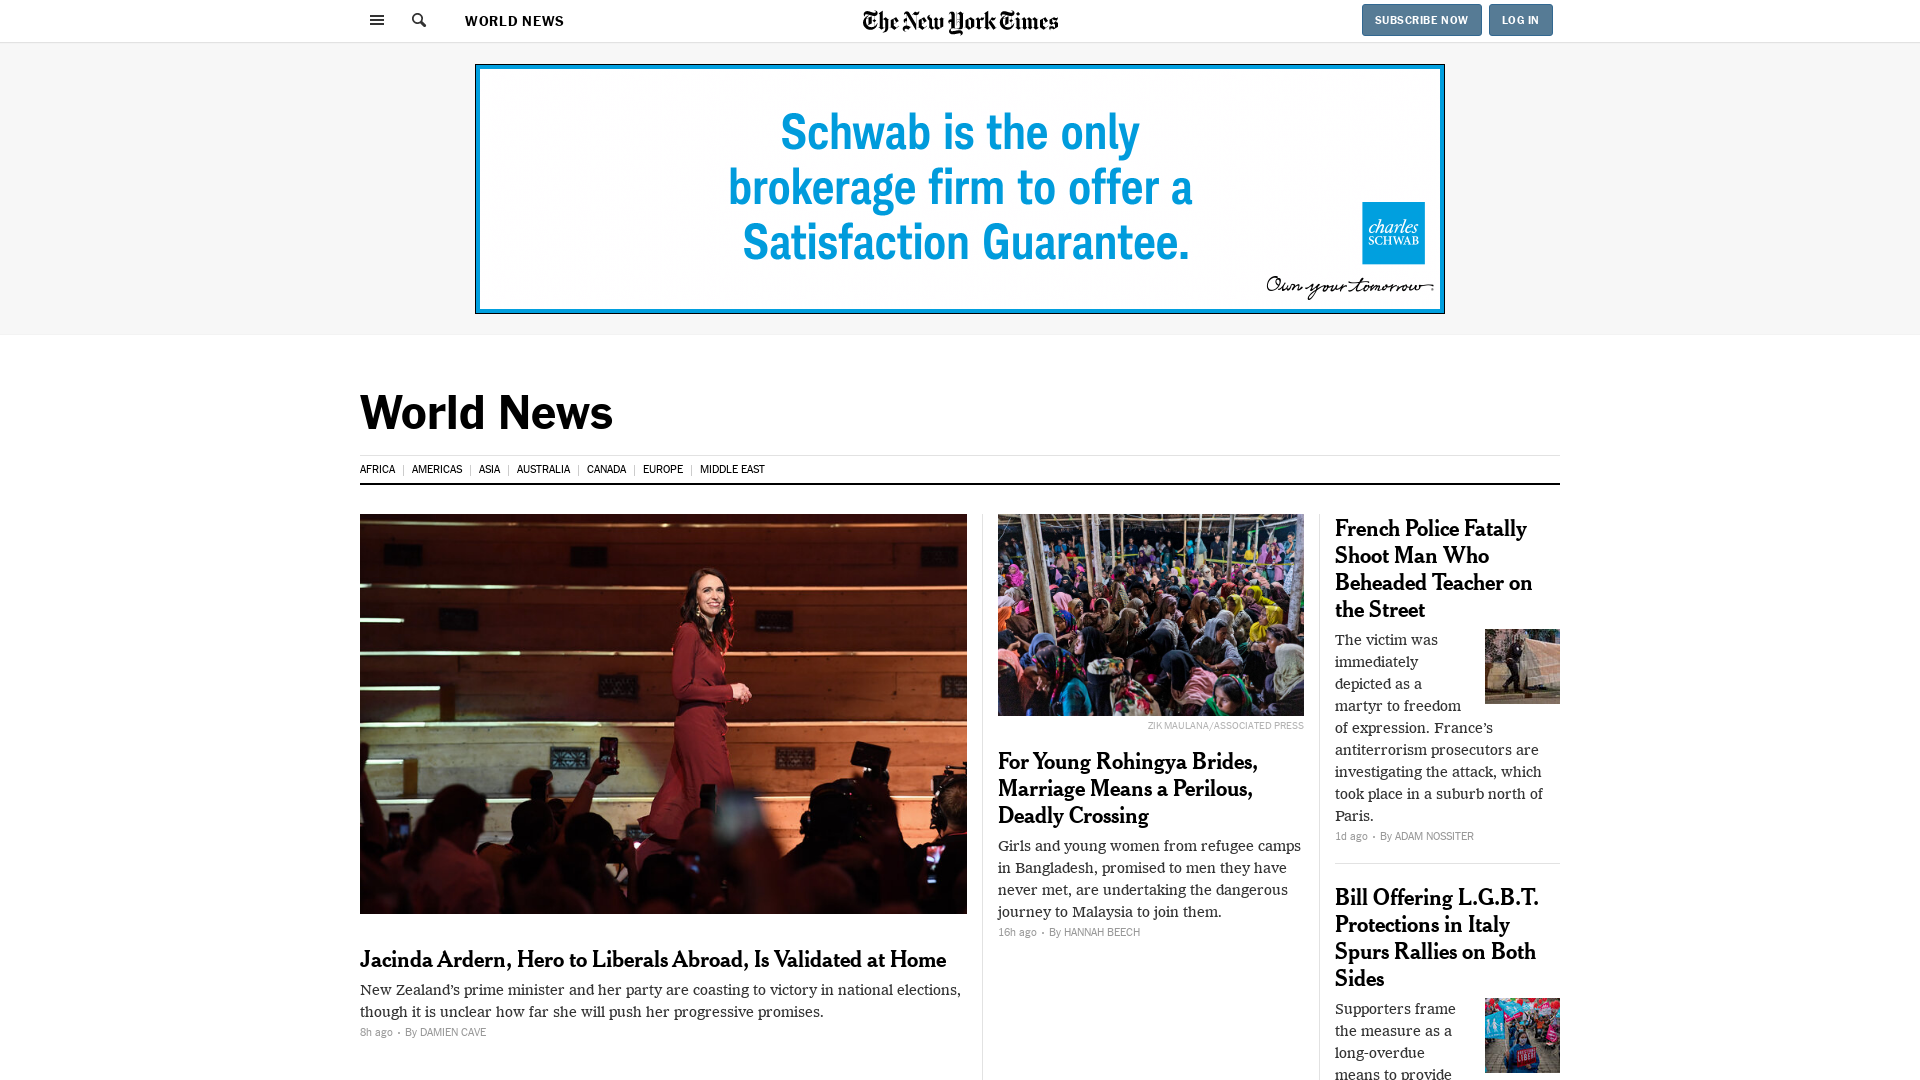 WORLD NEWS
The New York Times
SUBSCRIBE NOW
LOG IN
Schwab is the only
brokerage firm to offer a
Satisfaction Guarantee.
charles
SCHWAB
Own your tomorrow.
World News
AFRICA
AMERICAS
ASIA
AUSTRALIA
CANADA
EUROPE
MIDDLE EAST
Jacinda Ardern, Hero to Liberals Abroad, Is Validated at Home
New Zealand’s prime minister and her party are coasting to victory in national elections,
though it is unclear how far she will push her progressive promises.
8h ago · By DAMIEN CAVE
ZIK MAULANA/ASSOCIATED PRESS
For Young Rohingya Brides,
Marriage Means a Perilous,
Deadly Crossing
Girls and young women from refugee camps
in Bangladesh, promised to men they have
never met, are undertaking the dangerous
journey to Malaysia to join them.
16h ago · By HANNAH BEECH
French Police Fatally
Shoot Man Who
Beheaded Teacher on
the Street
The victim was
immediately
depicted as a
martyr to freedom
of expression. France’s
antiterrorism prosecutors are
investigating the attack, which
took place in a suburb north of
Paris.
1d ago · By ADAM NOSSITER
Bill Offering L.G.B.T.
Protections in Italy
Spurs Rallies on Both
Sides
Supporters frame
the measure as a
long-overdue
means to provide